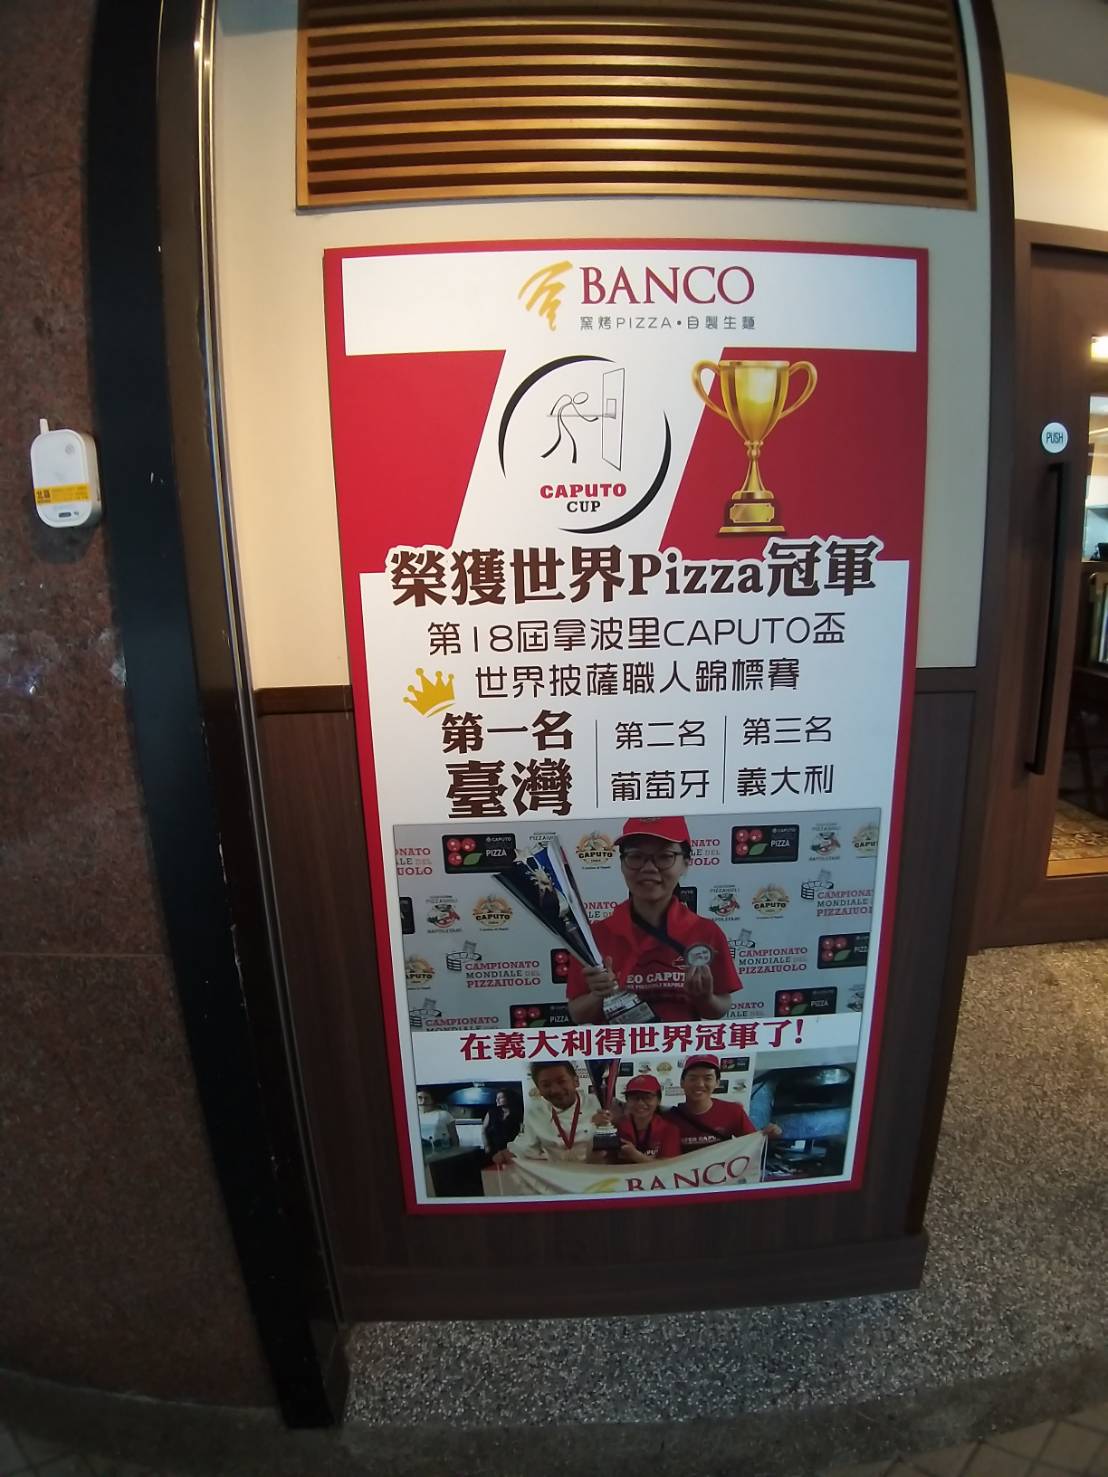 BANCO
窯烤PIZZA•自製生麵
CAPUTO
CUP
榮獲世界Pizza冠軍
第18屆拿波里CAPUTO盃
世界披薩職人錦標賽
第一名 第二名 第三名
臺灣 葡萄牙 義大利
PUSH
CAPUTO
PIZZA
CAMPIONATO
MONDIALE DEL
PIZZAIUOLO
在義大利得世界冠軍了!
BANCO